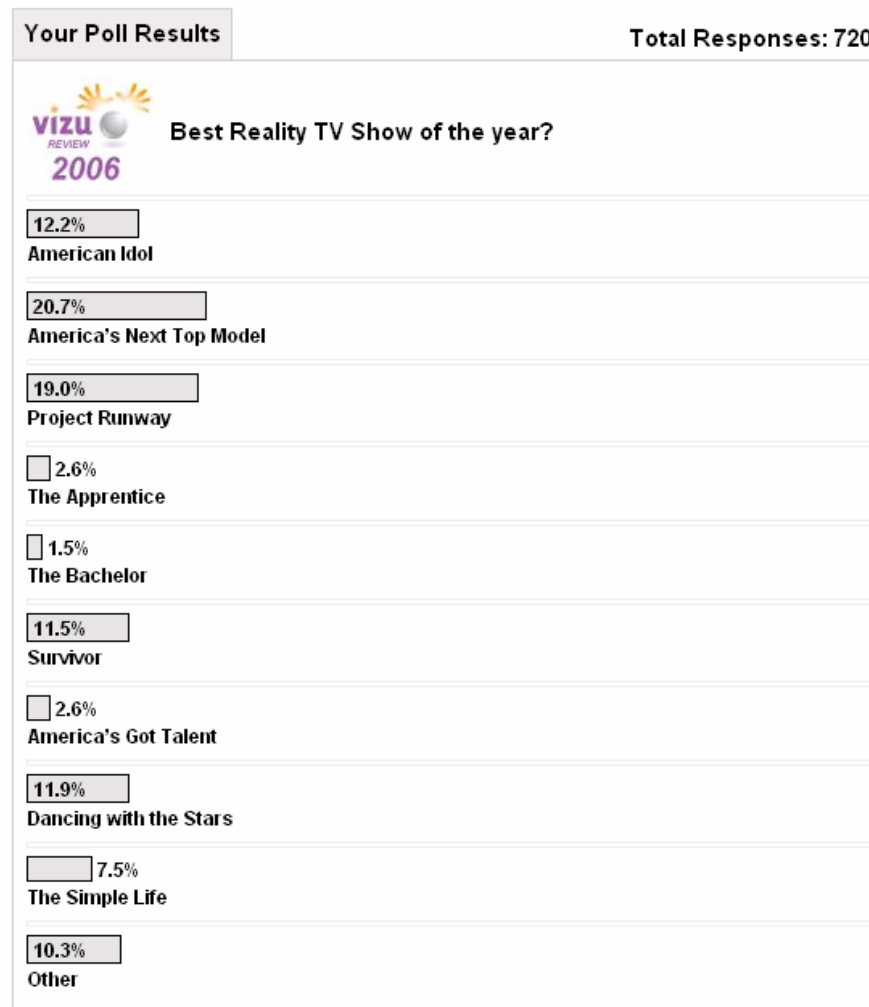 Your Poll Results
Total Responses: 720
vizu
REVIEW
2006
Best Reality TV Show of the year?
12.2%
American Idol
20.7%
America's Next Top Model
19.0%
Project Runway
2.6%
The Apprentice
1.5%
The Bachelor
11.5%
Survivor
2.6%
America's Got Talent
11.9%
Dancing with the Stars
7.5%
The Simple Life
10.3%
Other